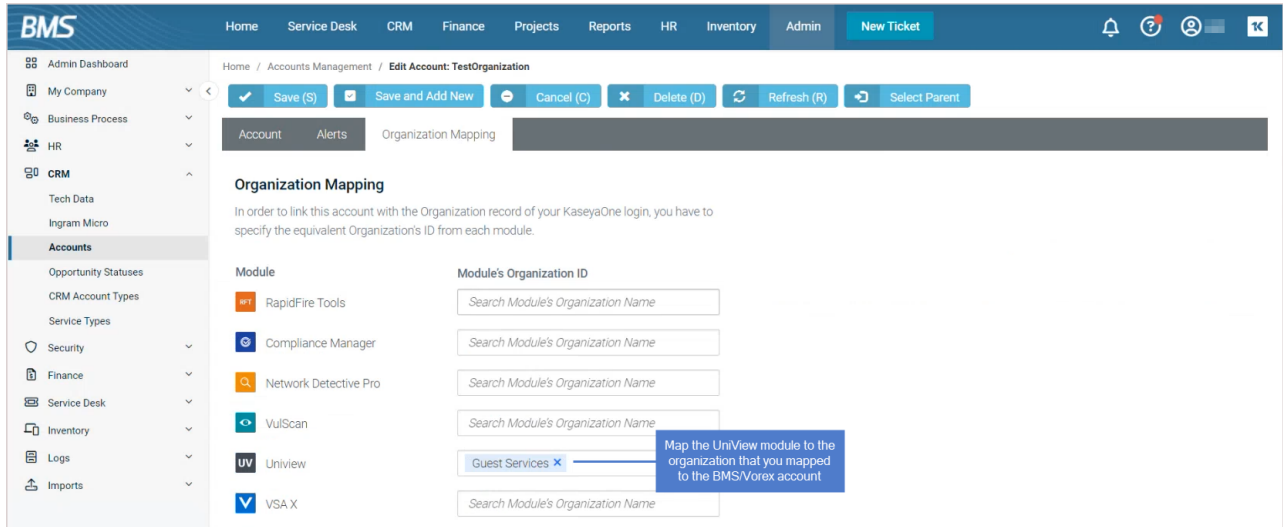 BMS
Home Service Desk CRM Finance Projects Reports HR Inventory Admin New Ticket
1K
Admin Dashboard
My Company
Business Process
HR
CRM
Tech Data
Ingram Micro
Accounts
Opportunity Statuses
CRM Account Types
Service Types
Security
Finance
Service Desk
Inventory
Logs
Imports
Home / Accounts Management / Edit Account: TestOrganization
Save (S) Save and Add New Cancel (C) Delete (D) Refresh (R) Select Parent
Account Alerts Organization Mapping
Organization Mapping
In order to link this account with the Organization record of your KaseyaOne login, you have to
specify the equivalent Organization's ID from each module.
Module Module's Organization ID
RFT RapidFire Tools Search Module's Organization Name
Compliance Manager Search Module's Organization Name
Network Detective Pro Search Module's Organization Name
VulScan Search Module's Organization Name
UV Uniview Guest Services ×
Map the UniView module to the
organization that you mapped
to the BMS/Vorex account
V VSA X Search Module's Organization Name